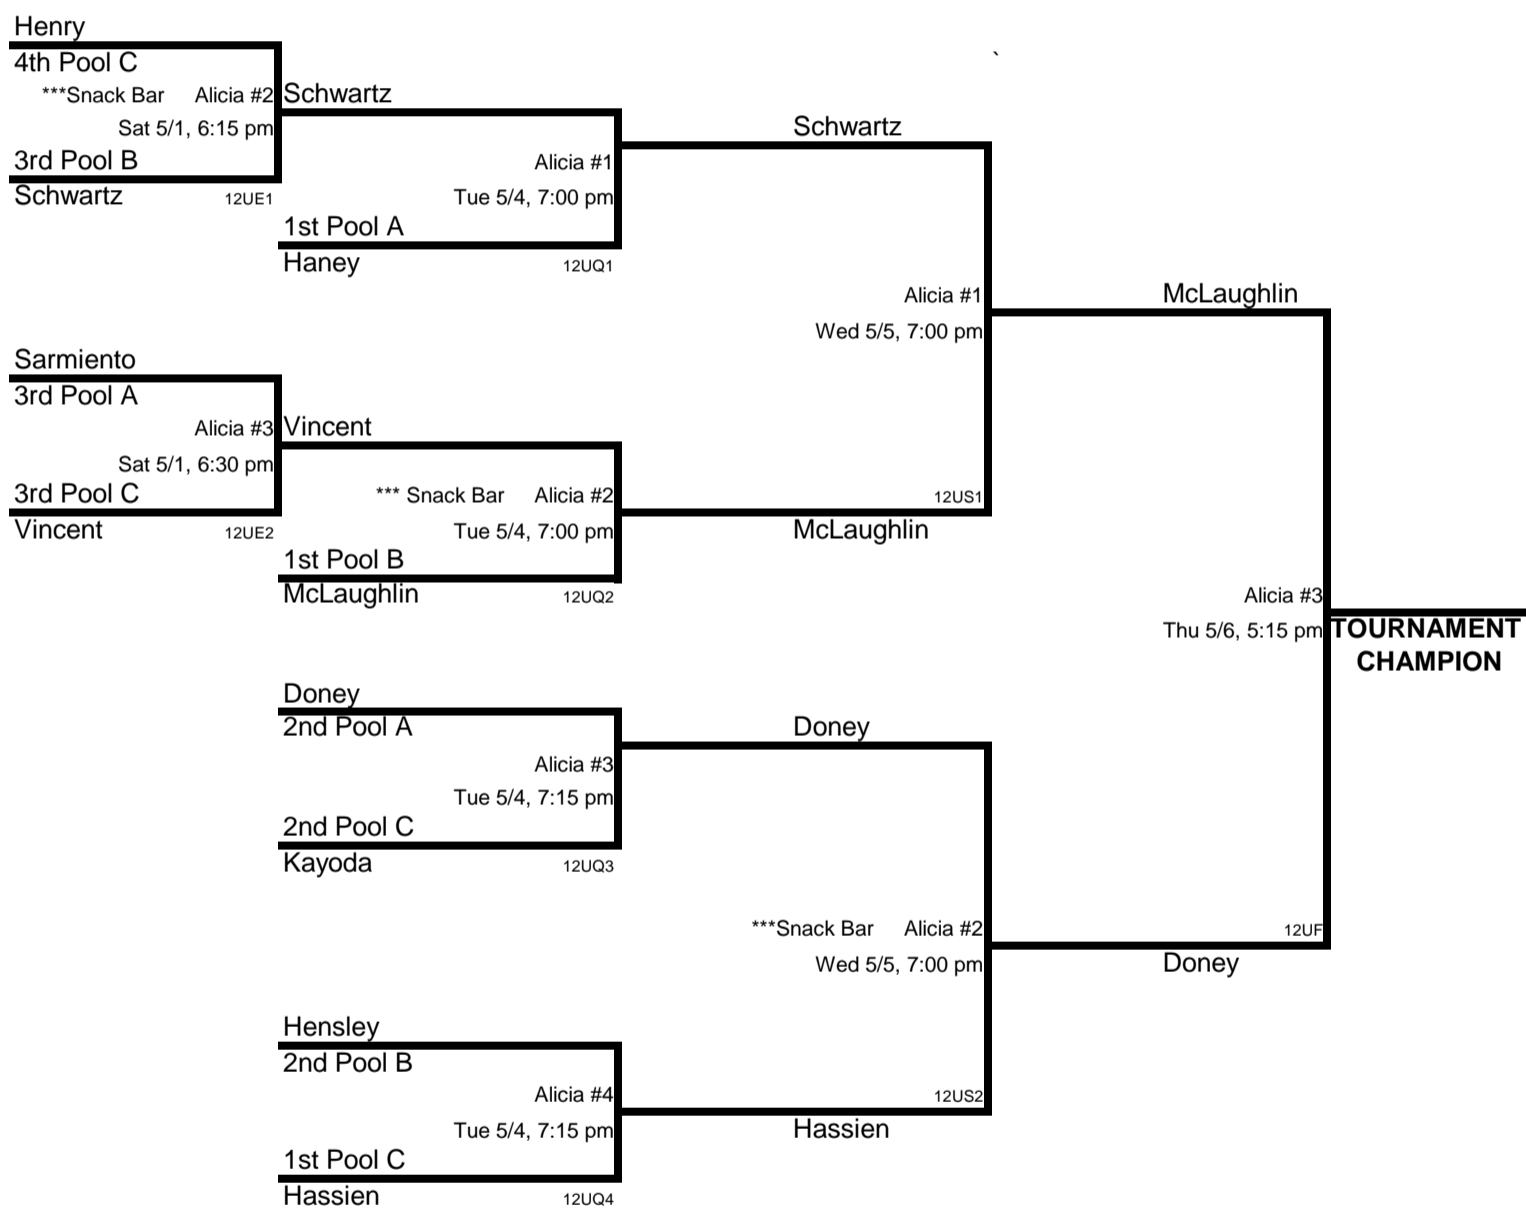 Henry
4th Pool C
`
***Snack Bar Alicia #2
Schwartz
Sat 5/1, 6:15 pm
Schwartz
3rd Pool B
Alicia #1
Schwartz
12UE1
Tue 5/4, 7:00 pm
1st Pool A
Haney
12UQ1
Alicia #1
McLaughlin
Wed 5/5, 7:00 pm
Sarmiento
3rd Pool A
Alicia #3
Vincent
Sat 5/1, 6:30 pm
3rd Pool C
*** Snack Bar Alicia #2
12US1
Vincent
12UE2
Tue 5/4, 7:00 pm
McLaughlin
1st Pool B
McLaughlin
12UQ2
Alicia #3
Thu 5/6, 5:15 pm
TOURNAMENT
CHAMPION
Doney
2nd Pool A
Doney
Alicia #3
Tue 5/4, 7:15 pm
2nd Pool C
Kayoda
12UQ3
***Snack Bar Alicia #2
12UF
Wed 5/5, 7:00 pm
Doney
Hensley
2nd Pool B
Alicia #4
12US2
Tue 5/4, 7:15 pm
Hassien
1st Pool C
Hassien
12UQ4